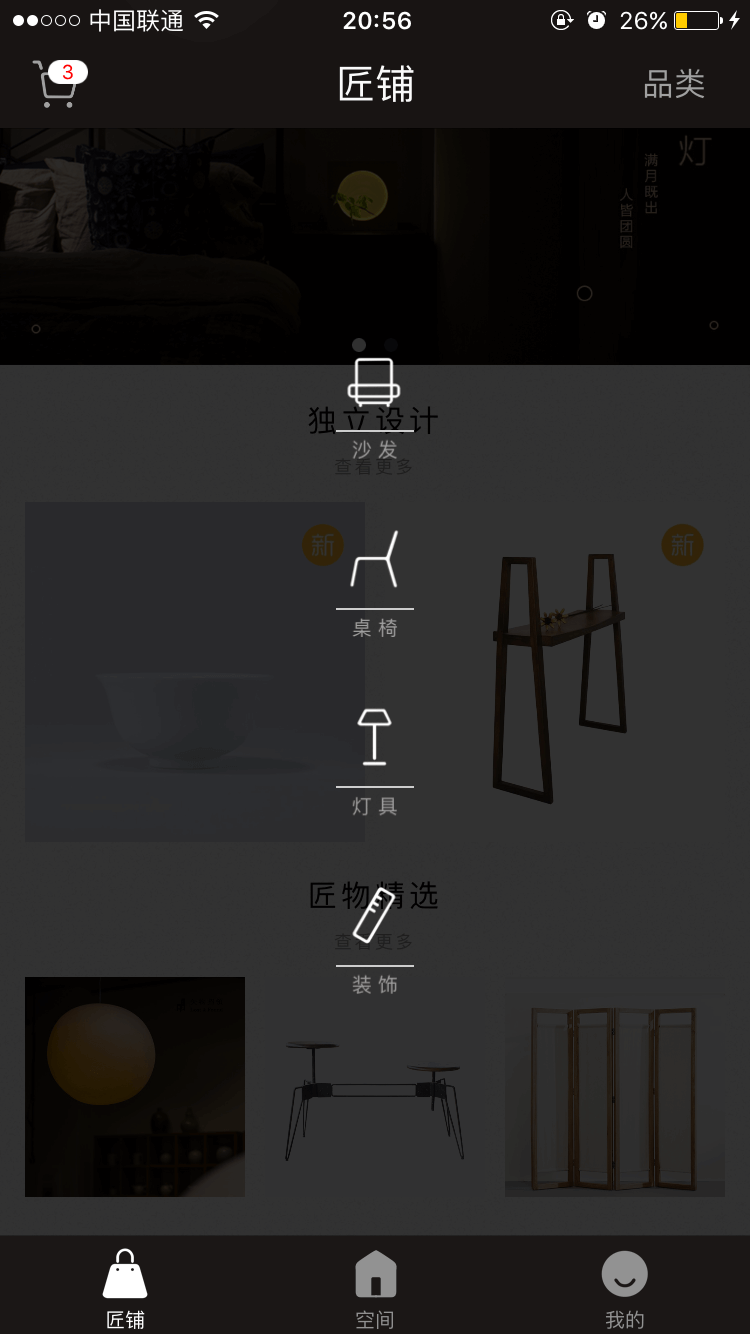 中国联通
20:56
26%
3
匠铺
品类
灯
满月既出
人皆团圆
独立设计
沙发
查看更多
新
新
桌椅
灯具
匠物精选
查看更多
装饰
匠铺
空间
我的